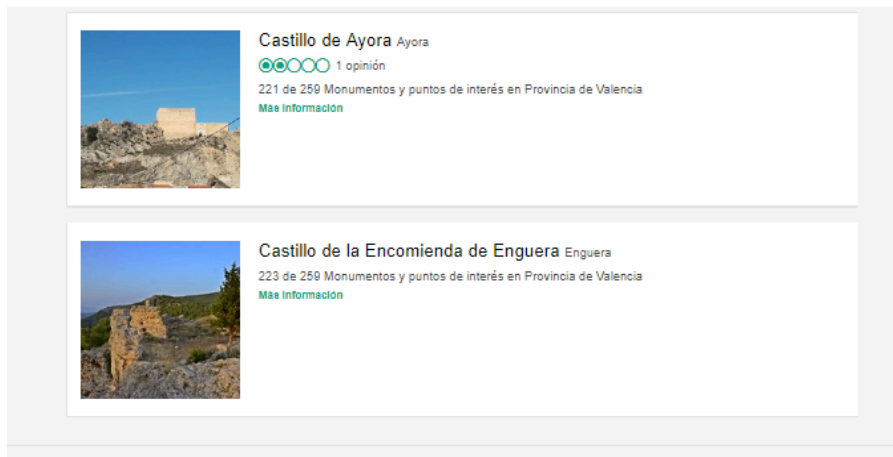 Castillo de Ayora Ayora
1 opinión
221 de 259 Monumentos y puntos de interés en Provincia de Valencia
Más información
Castillo de la Encomienda de Enguera Enguera
223 de 259 Monumentos y puntos de interés en Provincia de Valencia
Más información